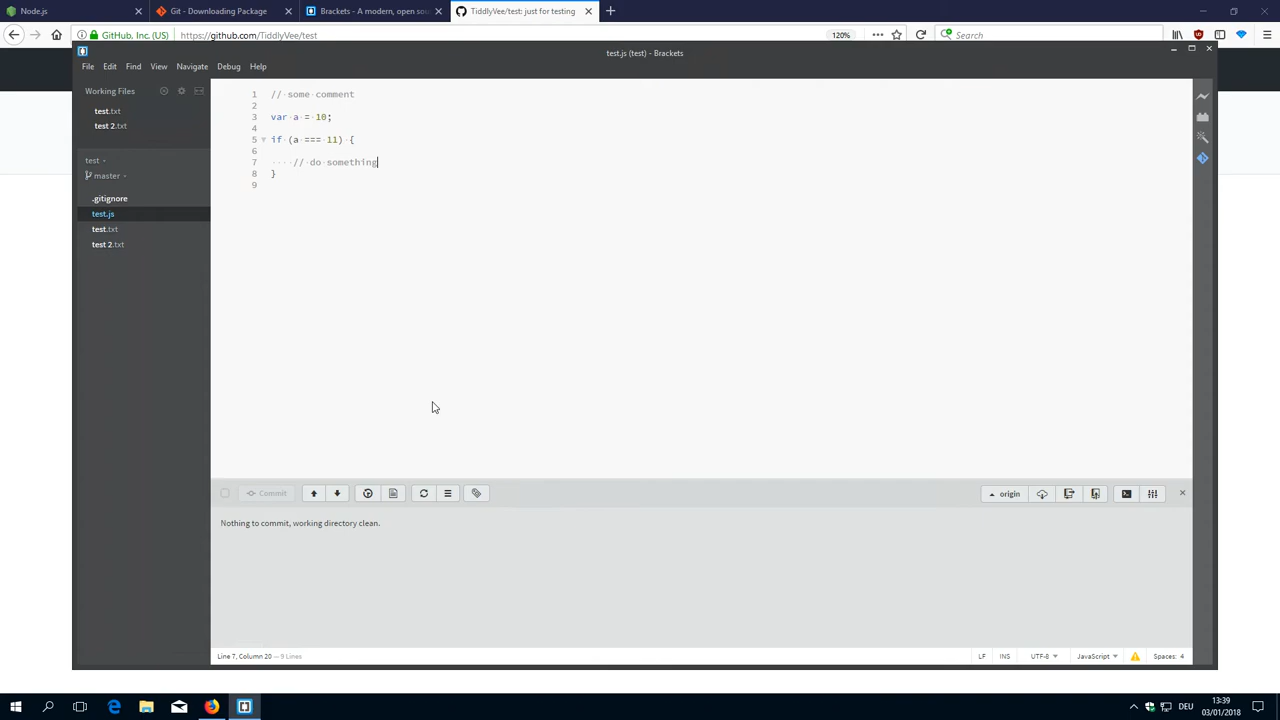 Node.js
Git - Downloading Package
Brackets - A modern, open sou
TiddlyVee/test: just for testing
GitHub, Inc. (US)
https://github.com/TiddlyVee/test
120%
Search
test.js (test) - Brackets
File Edit Find View Navigate Debug Help
Working Files
test.txt
test 2.txt
test
master
.gitignore
test.js
test.txt
test 2.txt
1 // some comment
2
3 var a = 10;
4
5 if (a === 11) {
6
7 // do something
8 }
9
Commit
origin
Nothing to commit, working directory clean.
Line 7, Column 20 — 9 Lines
LF INS UTF-8 JavaScript Spaces: 4
DEU
13:39
03/01/2018